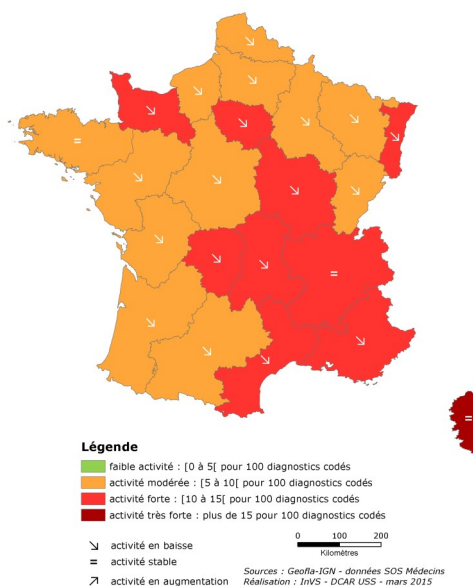 Légende
faible activité : [0 à 5[ pour 100 diagnostics codés
activité modérée : [5 à 10[ pour 100 diagnostics codés
activité forte : [10 à 15[ pour 100 diagnostics codés
activité très forte : plus de 15 pour 100 diagnostics codés
↘ activité en baisse
= activité stable
↗ activité en augmentation
0 100 200
Kilomètres
Sources : Geofla-IGN - données SOS Médecins
Réalisation : InVS - DCAR USS - mars 2015